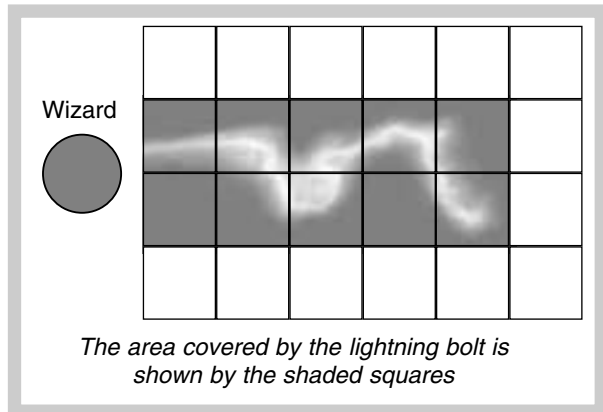 Wizard
The area covered by the lightning bolt is
shown by the shaded squares